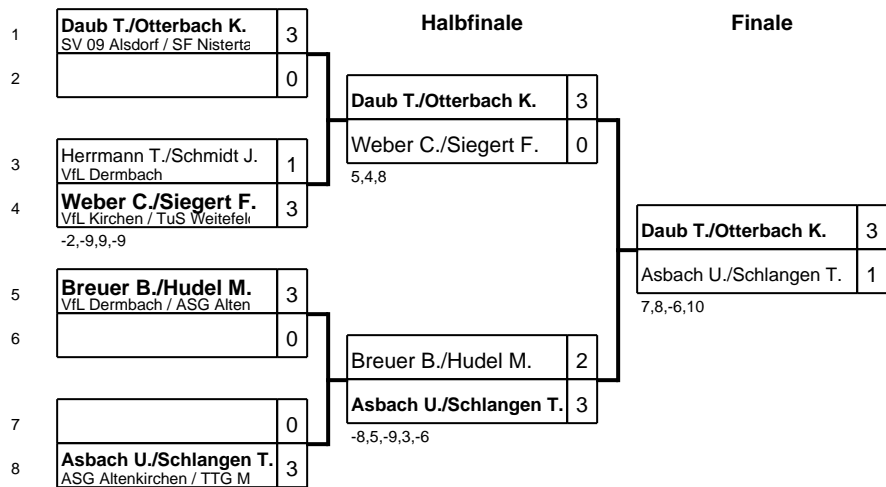 Halbfinale
Finale
1
Daub T./Otterbach K.
SV 09 Alsdorf / SF Nisterta
3
2
0
3
Herrmann T./Schmidt J.
VfL Dermbach
1
4
Weber C./Siegert F.
VfL Kirchen / TuS Weitefel
3
-2,-9,9,-9
5
Breuer B./Hudel M.
VfL Dermbach / ASG Alten
3
6
0
7
0
8
Asbach U./Schlangen T.
ASG Altenkirchen / TTG M
3
Daub T./Otterbach K.
3
Weber C./Siegert F.
0
5,4,8
Breuer B./Hudel M.
2
Asbach U./Schlangen T.
3
-8,5,-9,3,-6
Daub T./Otterbach K.
3
Asbach U./Schlangen T.
1
7,8,-6,10